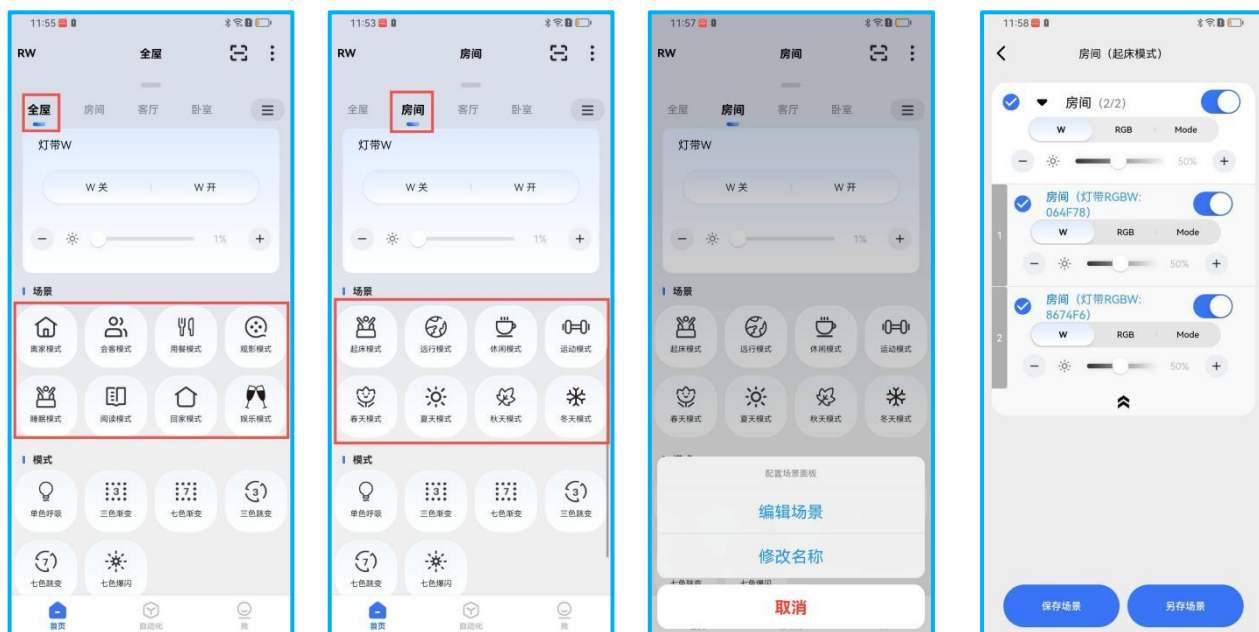 11:55
RW
全屋
全屋 房间 客厅 卧室
灯带W
W 关 W 开
1%
场景
离家模式 会客模式 用餐模式 观影模式
睡眠模式 阅读模式 回家模式 娱乐模式
模式
3 7 3
单色呼吸 三色渐变 七色渐变 三色跳变
7
七色跳变 七色爆闪
首页 自动化 我
11:53
RW
房间
全屋 房间 客厅 卧室
灯带W
W 关 W 开
1%
场景
起床模式 远行模式 休闲模式 运动模式
春天模式 夏天模式 秋天模式 冬天模式
模式
3 7 3
单色呼吸 三色渐变 七色渐变 三色跳变
7
七色跳变 七色爆闪
首页 自动化 我
11:57
RW
房间
全屋 房间 客厅 卧室
灯带W
W 关 W 开
1%
场景
起床模式 远行模式 休闲模式 运动模式
春天模式 夏天模式 秋天模式 冬天模式
配置场景面板
编辑场景
修改名称
取消
11:58
房间（起床模式）
房间（2/2）
W RGB Mode
50%
1
房间（灯带RGBW:
064F78)
W RGB Mode
50%
2
房间（灯带RGBW:
8674F6)
W RGB Mode
50%
保存场景 另存场景